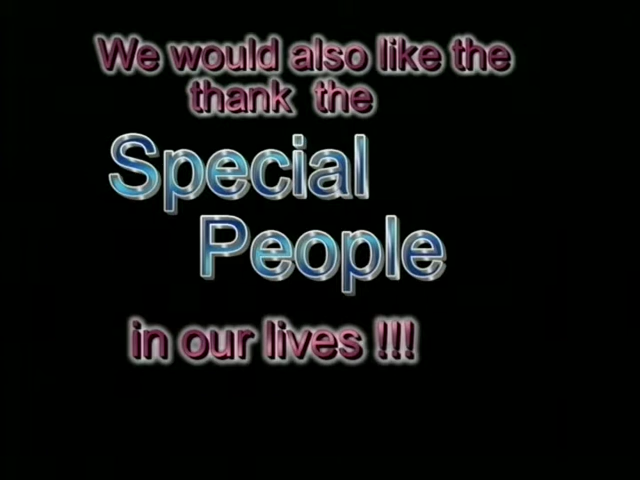 We would also like the
thank the
Special
People
in our lives !!!